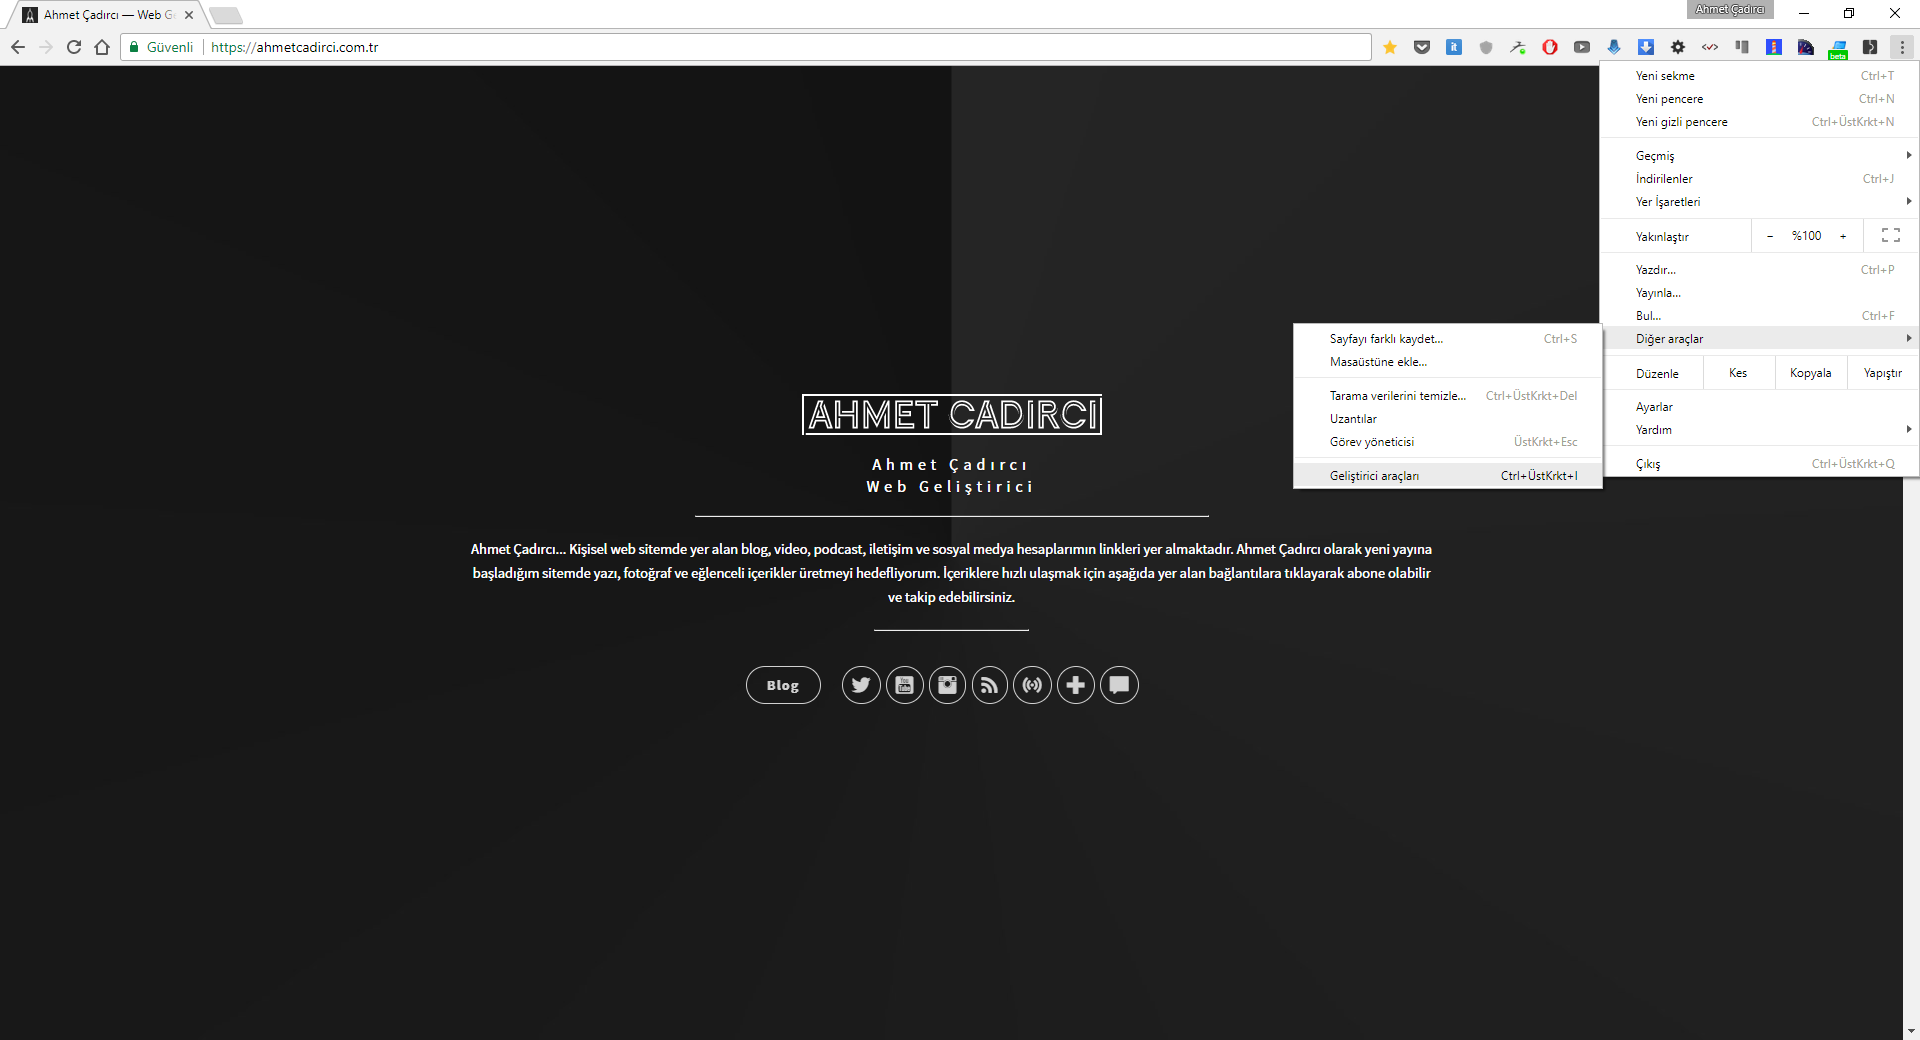 Ahmet Çadırcı — Web Ge
Ahmet Çadırcı
Güvenli
https://ahmetcadirci.com.tr
beta
Yeni sekme Ctrl+T
Yeni pencere Ctrl+N
Yeni gizli pencere Ctrl+ÜstKrkt+N
Geçmiş
İndirilenler Ctrl+J
Yer İşaretleri
Yakınlaştır − %100 +
Yazdır... Ctrl+P
Yayınla...
Bul... Ctrl+F
Diğer araçlar
Düzenle Kes Kopyala Yapıştır
Ayarlar
Yardım
Çıkış Ctrl+ÜstKrkt+Q
Sayfayı farklı kaydet... Ctrl+S
Masaüstüne ekle...
Tarama verilerini temizle... Ctrl+ÜstKrkt+Del
Uzantılar
Görev yöneticisi ÜstKrkt+Esc
Geliştirici araçları Ctrl+ÜstKrkt+I
AHMET CADIRCI
Ahmet Çadırcı
Web Geliştirici
Ahmet Çadırcı... Kişisel web sitemde yer alan blog, video, podcast, iletişim ve sosyal medya hesaplarımın linkleri yer almaktadır. Ahmet Çadırcı olarak yeni yayına
başladığım sitemde yazı, fotoğraf ve eğlenceli içerikler üretmeyi hedefliyorum. İçeriklere hızlı ulaşmak için aşağıda yer alan bağlantılara tıklayarak abone olabilir
ve takip edebilirsiniz.
Blog
You
Tube